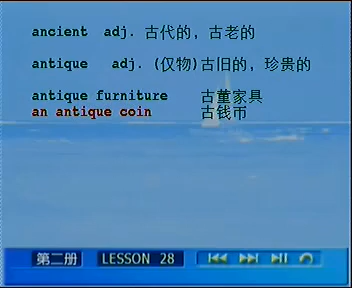 ancient adj. 古代的，古老的
antique adj. (仅物)古旧的，珍贵的
antique furniture 古董家具
an antique coin 古钱币
第二册 LESSON 28